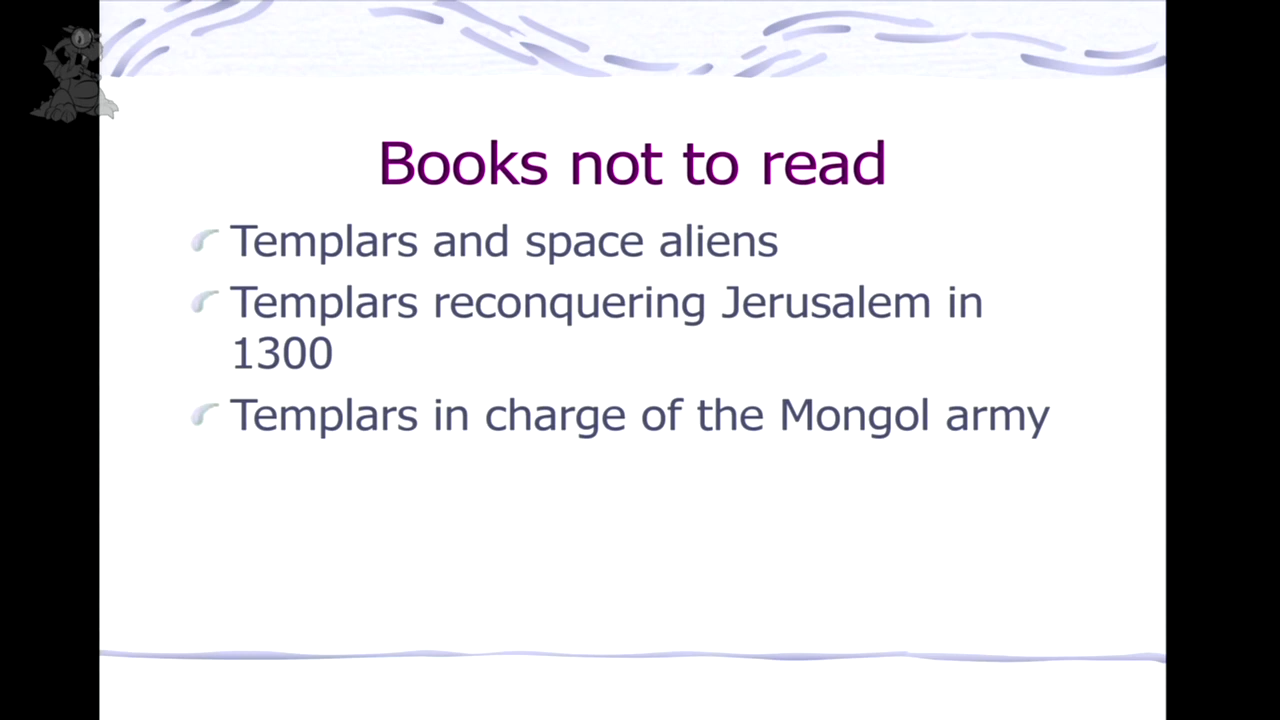 Books not to read
Templars and space aliens
Templars reconquering Jerusalem in
1300
Templars in charge of the Mongol army